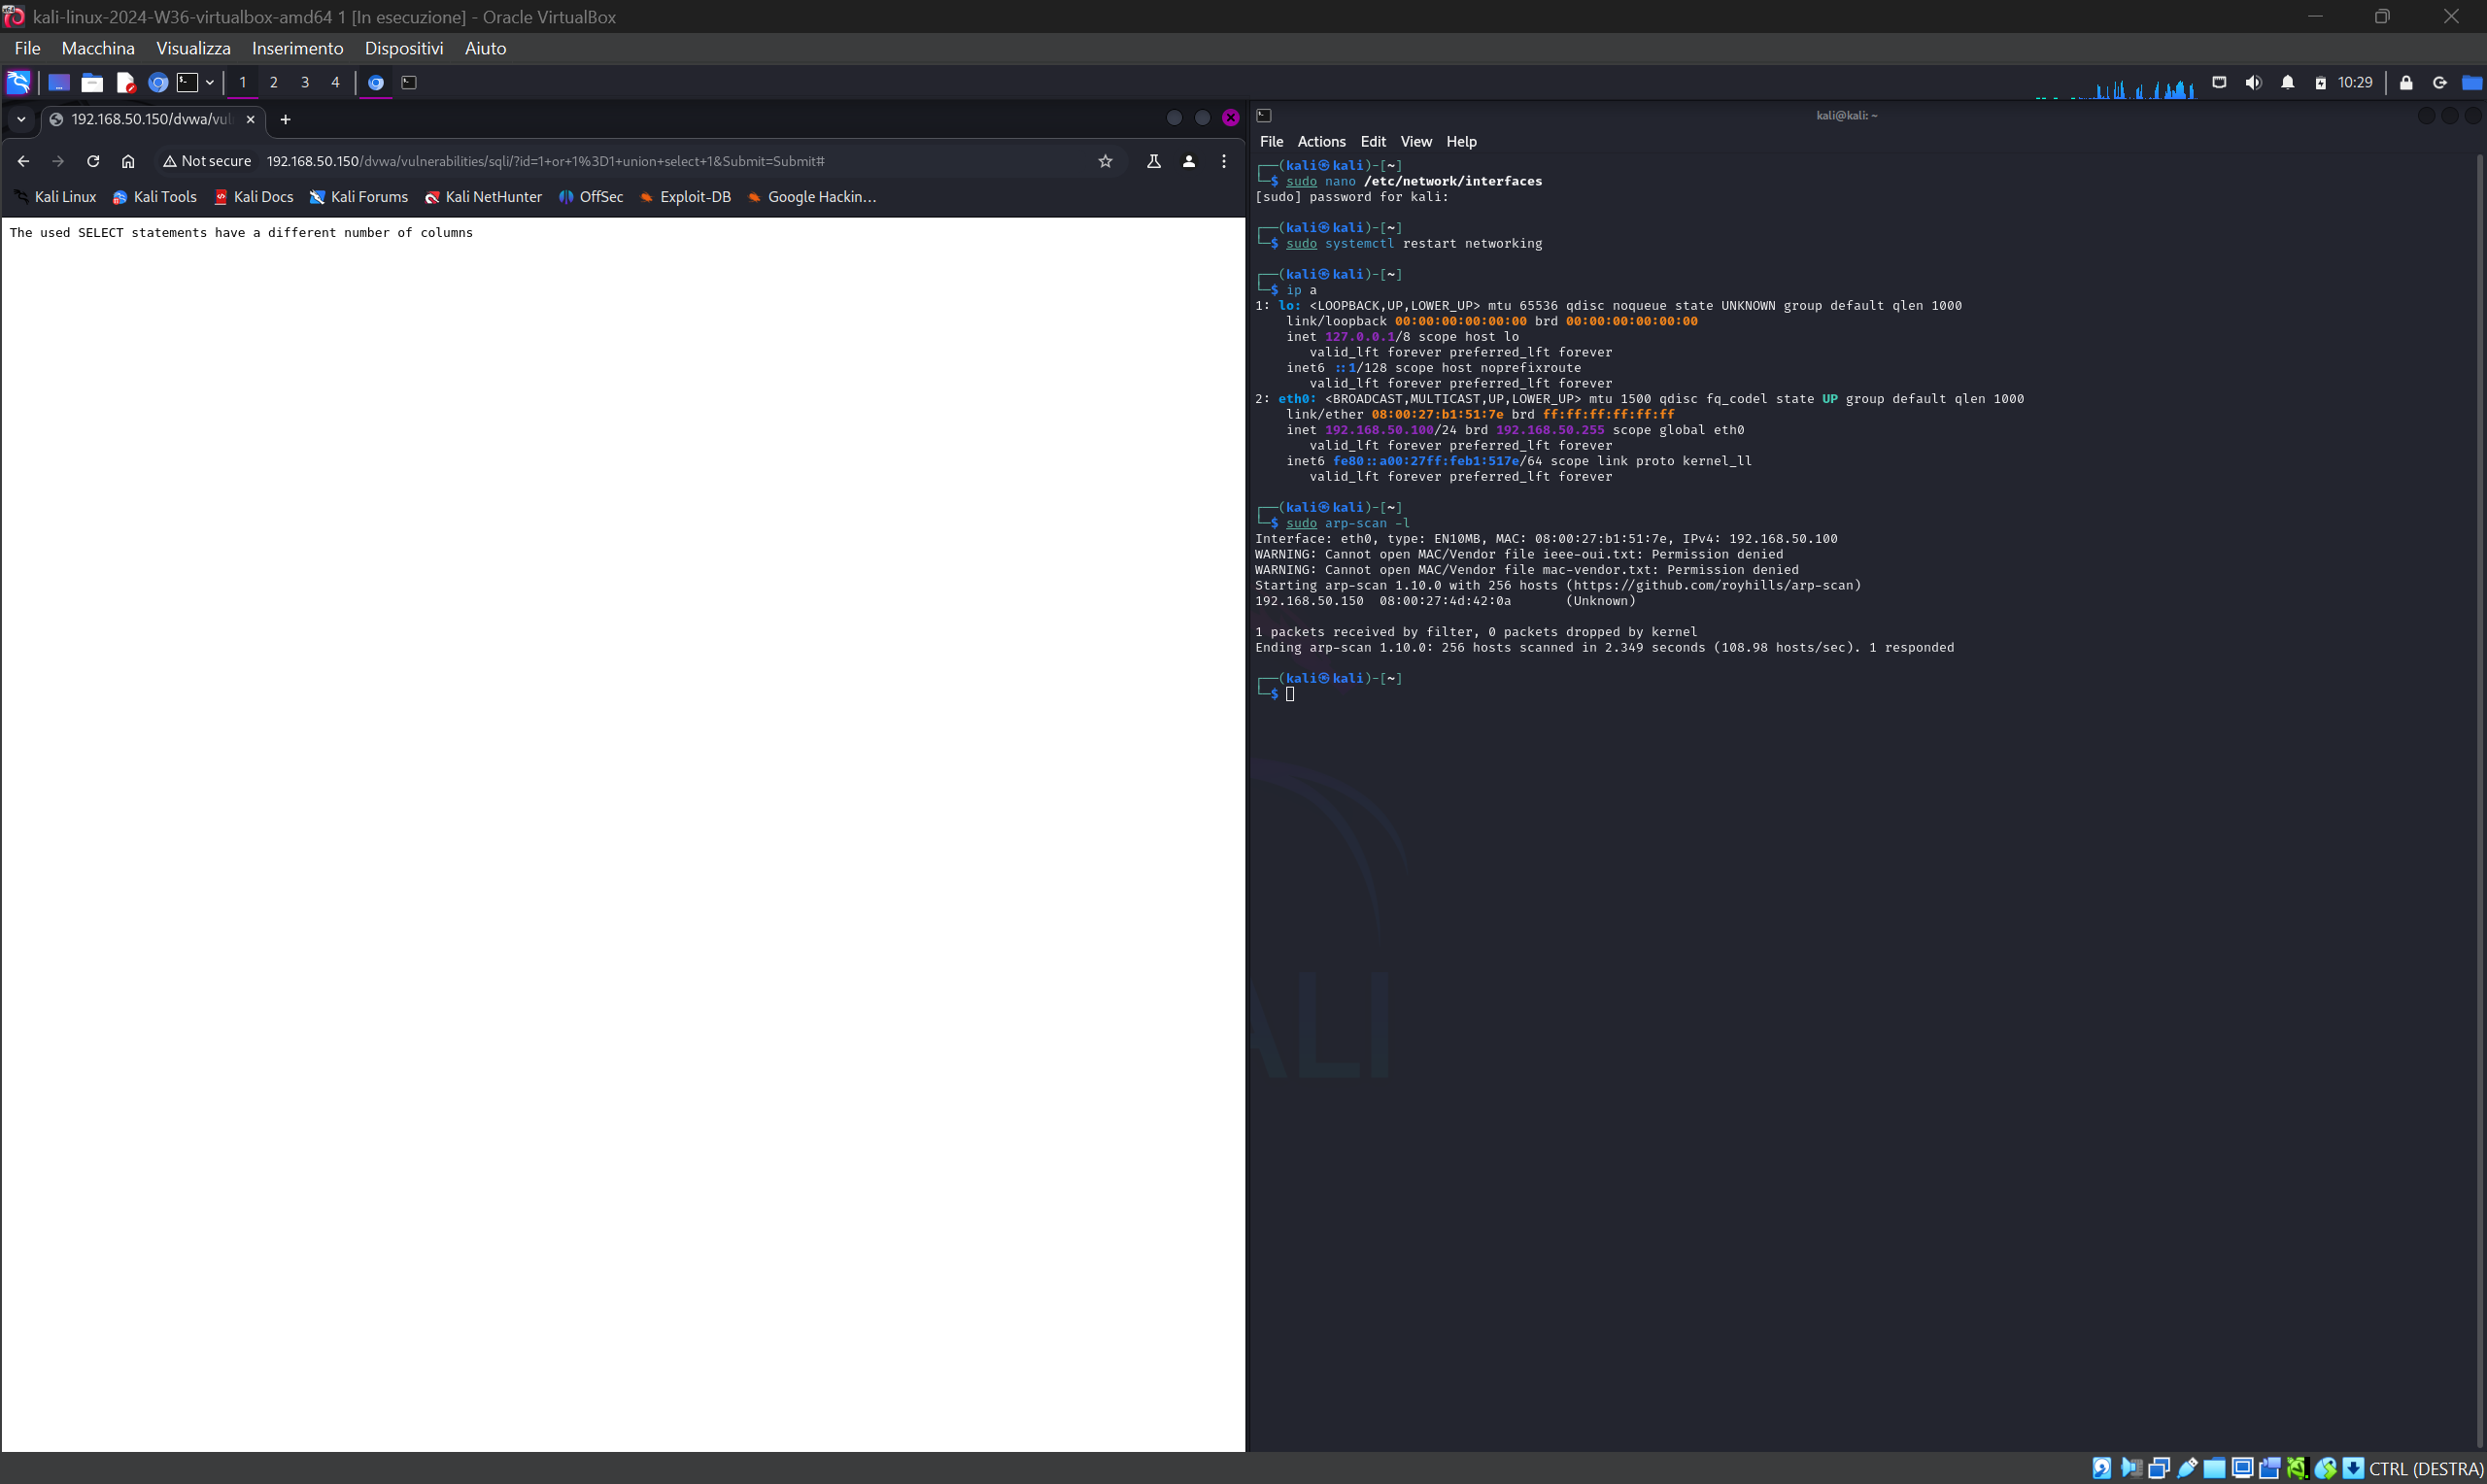 kali-linux-2024-W36-virtualbox-amd64 1 [In esecuzione] - Oracle VirtualBox
File Macchina Visualizza Inserimento Dispositivi Aiuto
1 2 3 4
10:29
192.168.50.150/dvwa/vul
Not secure 192.168.50.150/dvwa/vulnerabilities/sqli/?id=1+or+1%3D1+union+select+1&Submit=Submit#
Kali Linux Kali Tools Kali Docs Kali Forums Kali NetHunter OffSec Exploit-DB Google Hackin…
The used SELECT statements have a different number of columns
kali@kali: ~
File Actions Edit View Help
┌──(kali㉿kali)-[~]
└─$ sudo nano /etc/network/interfaces
[sudo] password for kali:
┌──(kali㉿kali)-[~]
└─$ sudo systemctl restart networking
┌──(kali㉿kali)-[~]
└─$ ip a
1: lo: <LOOPBACK,UP,LOWER_UP> mtu 65536 qdisc noqueue state UNKNOWN group default qlen 1000
link/loopback 00:00:00:00:00:00 brd 00:00:00:00:00:00
inet 127.0.0.1/8 scope host lo
valid_lft forever preferred_lft forever
inet6 ::1/128 scope host noprefixroute
valid_lft forever preferred_lft forever
2: eth0: <BROADCAST,MULTICAST,UP,LOWER_UP> mtu 1500 qdisc fq_codel state UP group default qlen 1000
link/ether 08:00:27:b1:51:7e brd ff:ff:ff:ff:ff:ff
inet 192.168.50.100/24 brd 192.168.50.255 scope global eth0
valid_lft forever preferred_lft forever
inet6 fe80::a00:27ff:feb1:517e/64 scope link proto kernel_ll
valid_lft forever preferred_lft forever
┌──(kali㉿kali)-[~]
└─$ sudo arp-scan -l
Interface: eth0, type: EN10MB, MAC: 08:00:27:b1:51:7e, IPv4: 192.168.50.100
WARNING: Cannot open MAC/Vendor file ieee-oui.txt: Permission denied
WARNING: Cannot open MAC/Vendor file mac-vendor.txt: Permission denied
Starting arp-scan 1.10.0 with 256 hosts (https://github.com/royhills/arp-scan)
192.168.50.150 08:00:27:4d:42:0a (Unknown)
1 packets received by filter, 0 packets dropped by kernel
Ending arp-scan 1.10.0: 256 hosts scanned in 2.349 seconds (108.98 hosts/sec). 1 responded
┌──(kali㉿kali)-[~]
└─$
ALI
CTRL (DESTRA)